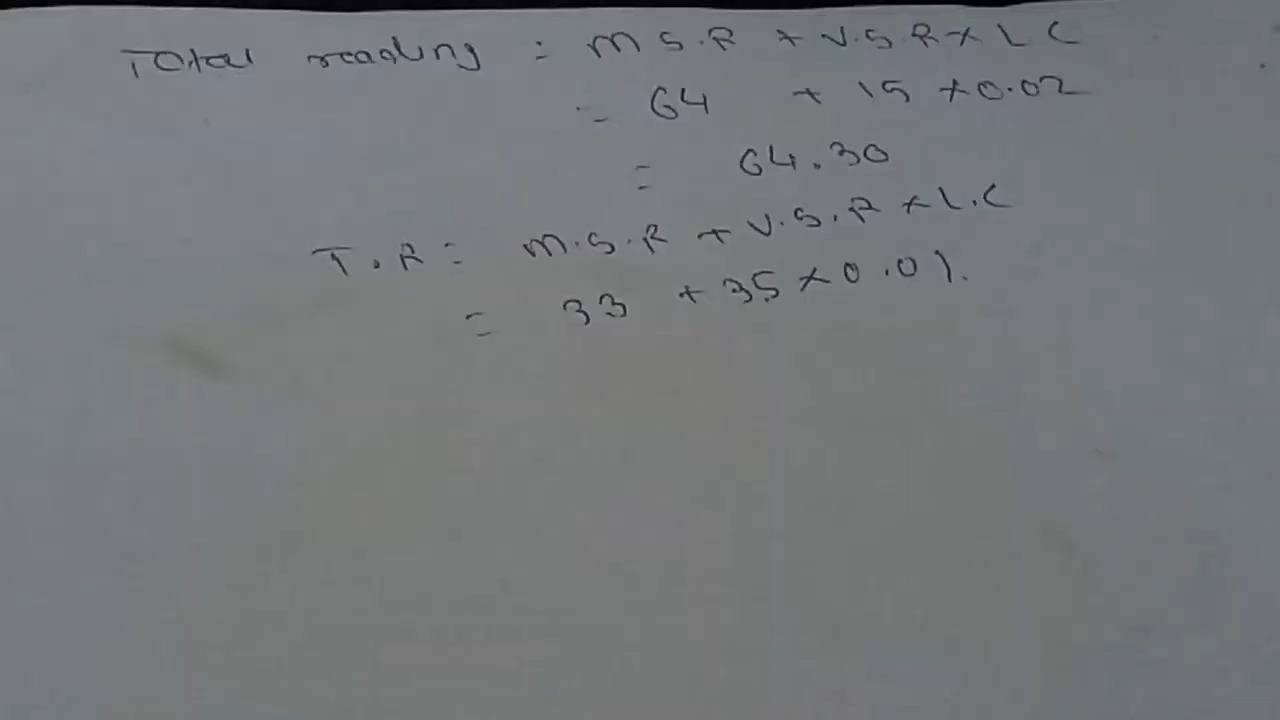 Total reading = M S.R + V.S.R × L C
= 64 + 15 × 0.02
= 64.30
T.R = M.S.R + V.S.R × L.C
= 33 + 35 × 0.01.